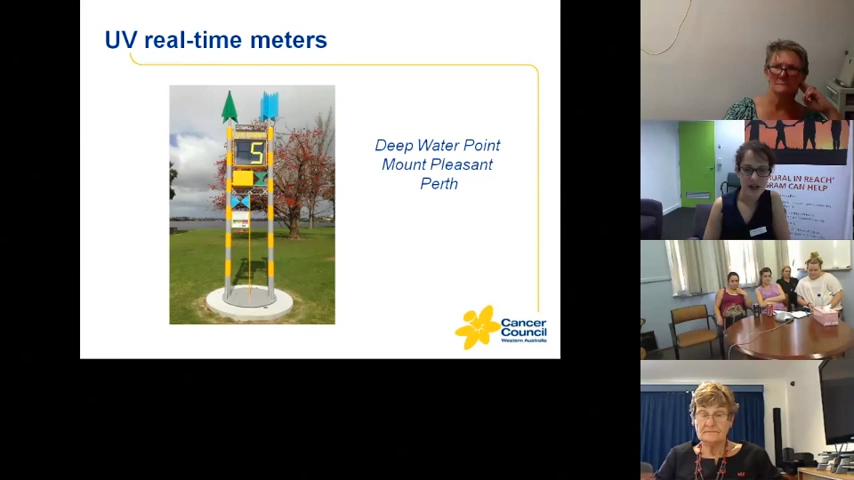 UV real-time meters
5
Deep Water Point
Mount Pleasant
Perth
Cancer
Council
Western Australia
RURAL IN REACH'
GRAM CAN HELP